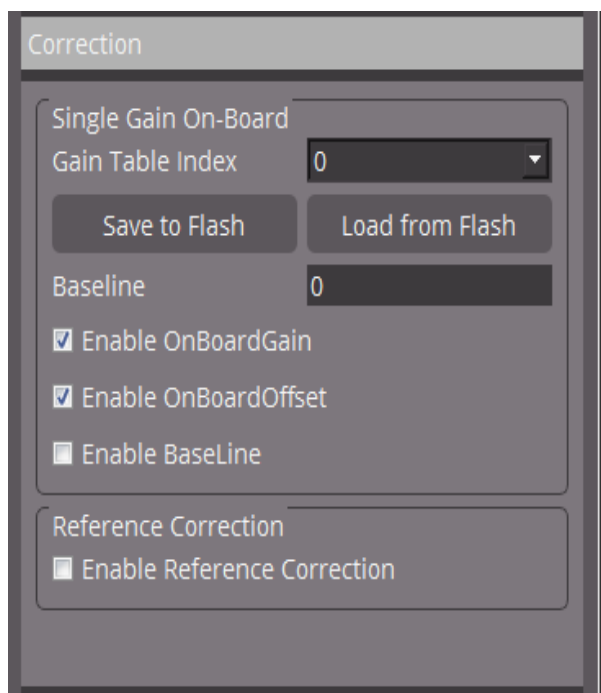 Correction
Single Gain On-Board
Gain Table Index 0
Save to Flash Load from Flash
Baseline 0
Enable OnBoardGain
Enable OnBoardOffset
Enable BaseLine
Reference Correction
Enable Reference Correction